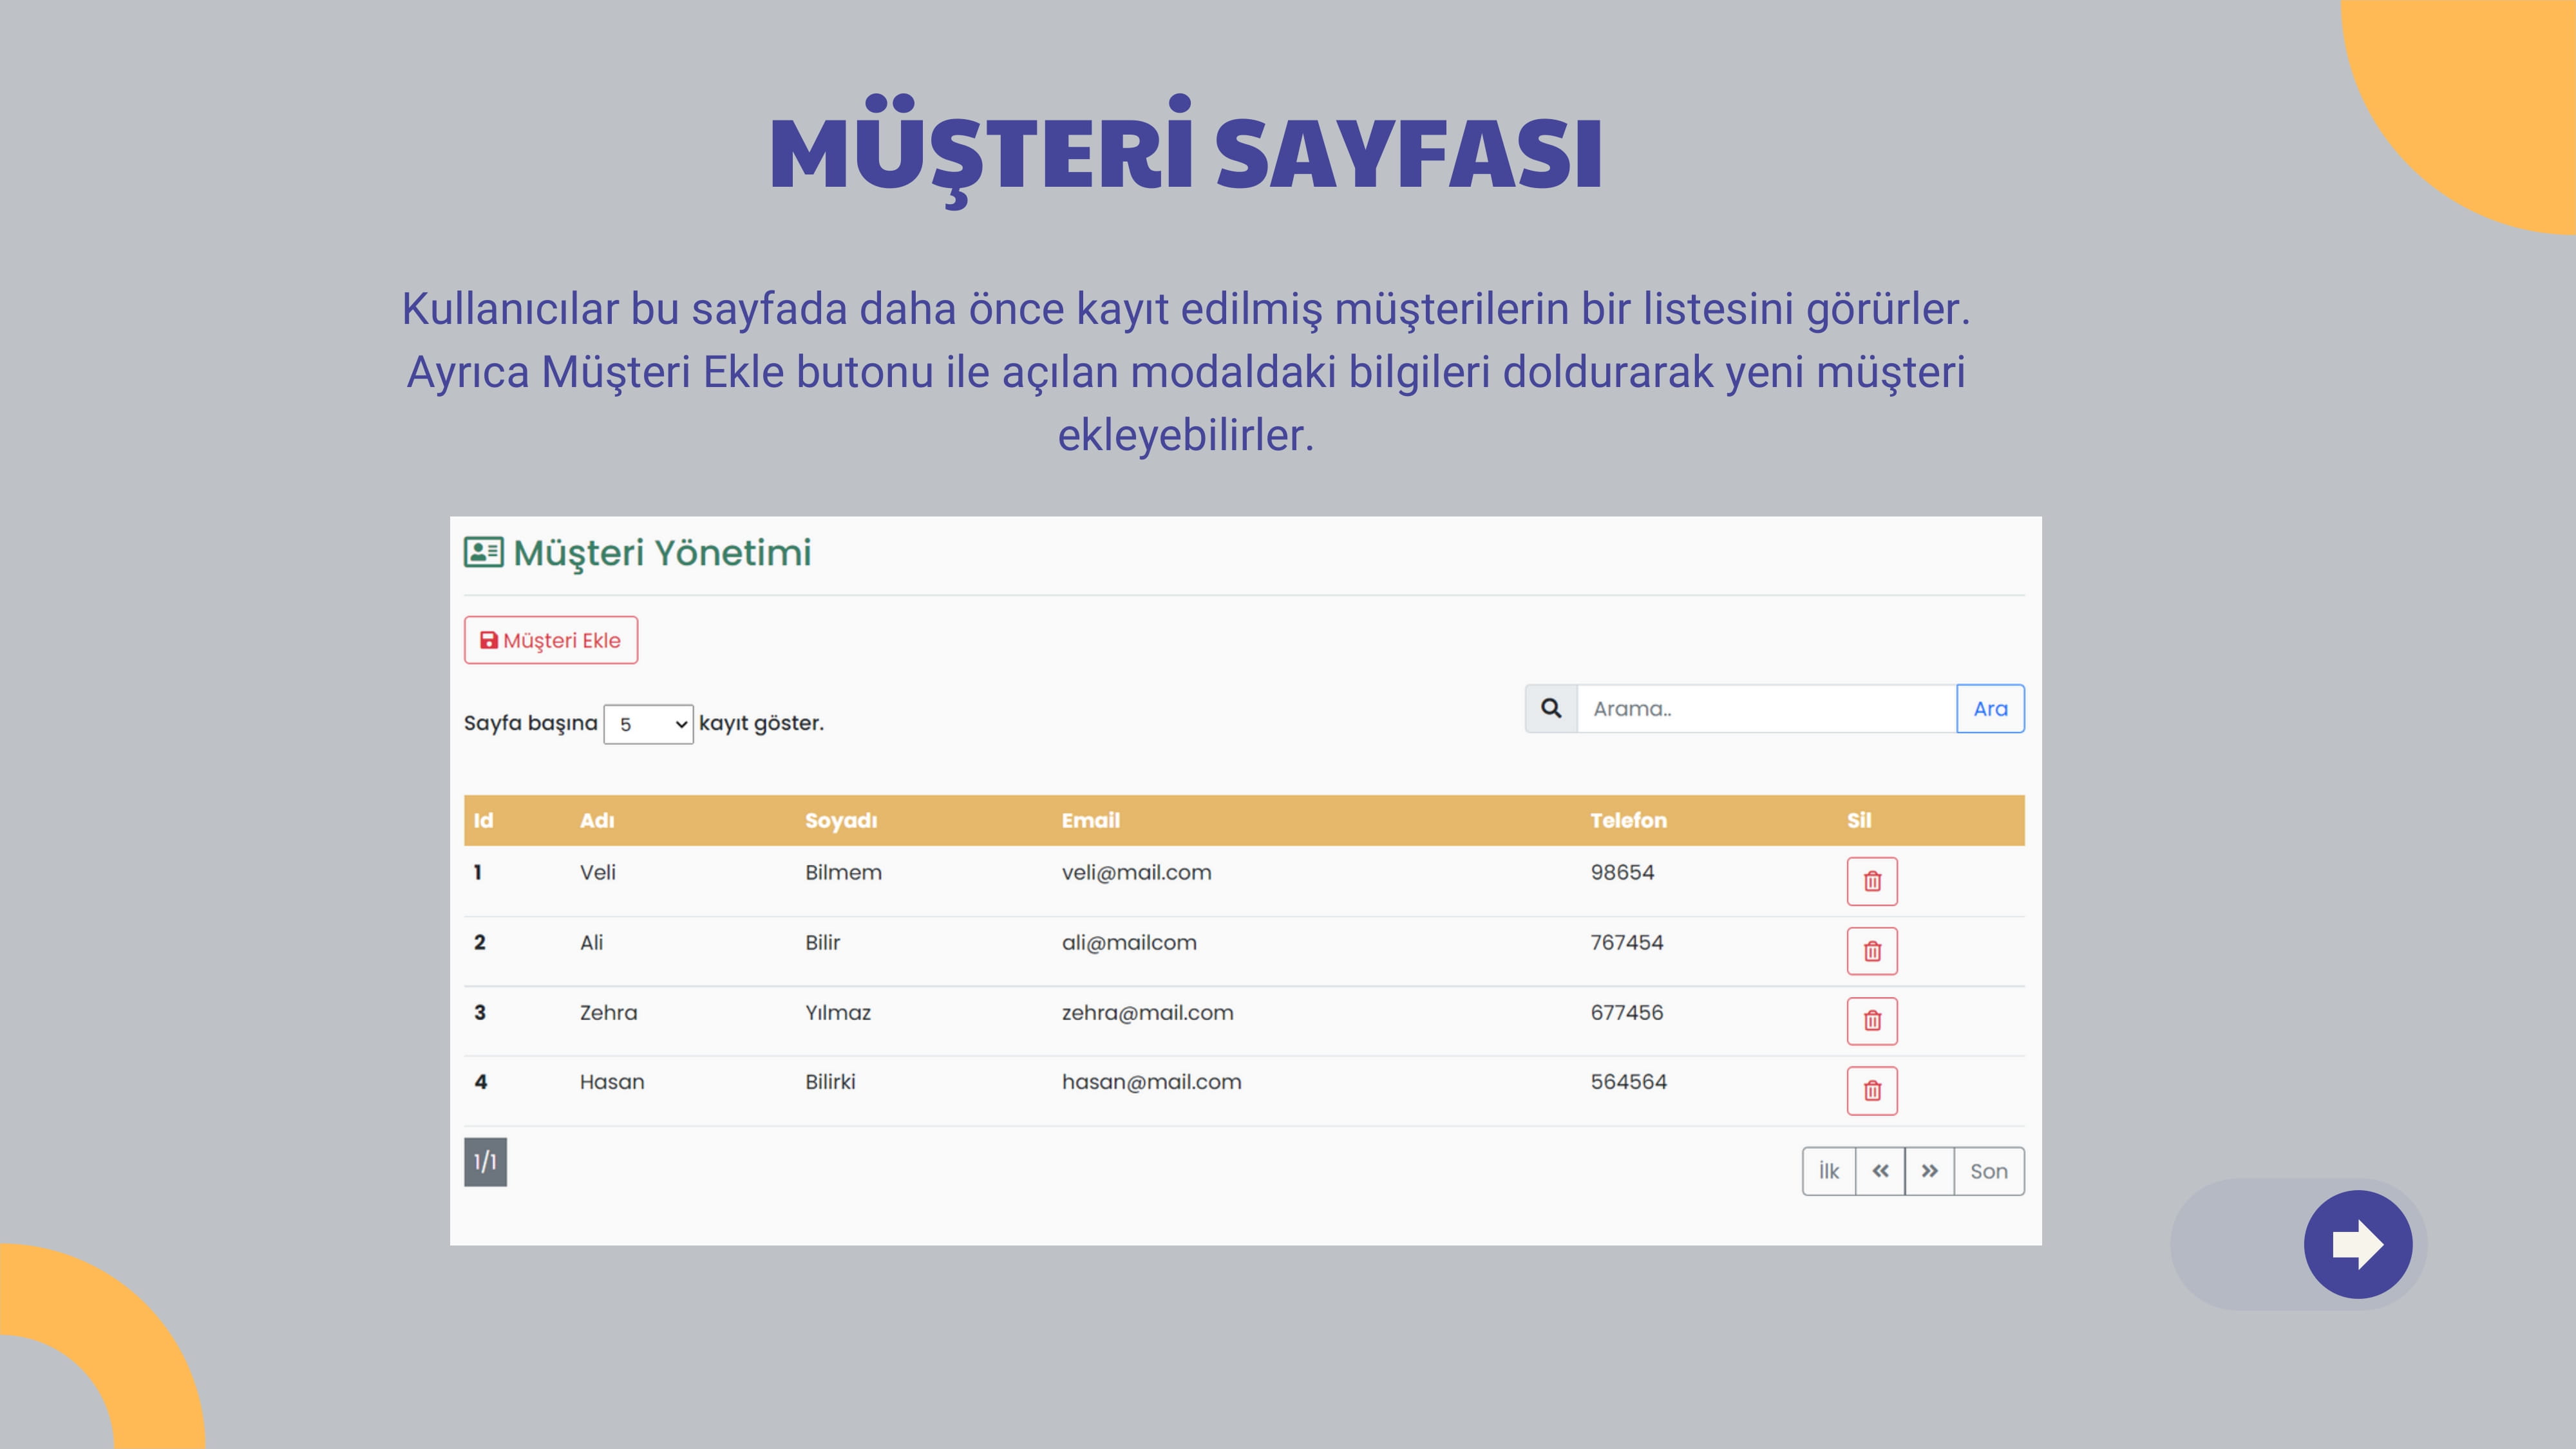 MÜŞTERİ SAYFASI
Kullanıcılar bu sayfada daha önce kayıt edilmiş müşterilerin bir listesini görürler.
Ayrıca Müşteri Ekle butonu ile açılan modaldaki bilgileri doldurarak yeni müşteri
ekleyebilirler.
Müşteri Yönetimi
Müşteri Ekle
Sayfa başına 5 kayıt göster.
Arama.. Ara
Id Adı Soyadı Email Telefon Sil
1 Veli Bilmem veli@mail.com 98654
2 Ali Bilir ali@mailcom 767454
3 Zehra Yılmaz zehra@mail.com 677456
4 Hasan Bilirki hasan@mail.com 564564
1/1
İlk « » Son